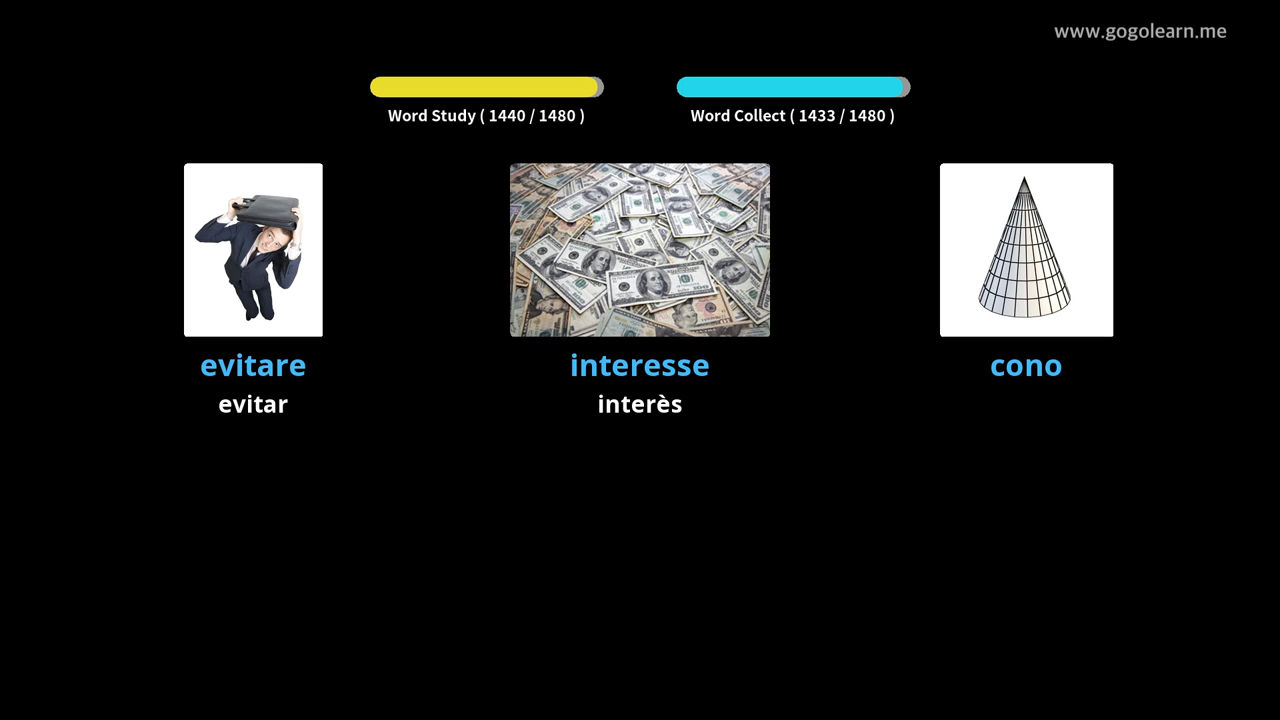 www.gogolearn.me
Word Study ( 1440 / 1480 )
Word Collect ( 1433 / 1480 )
evitare
evitar
interesse
interès
cono